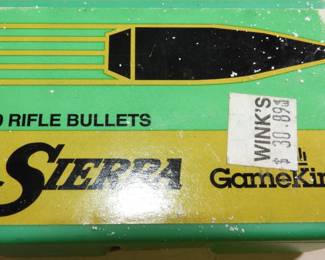 RIFLE BULLETS
WINK'S
$ 30.89
SIERRA
GameKin